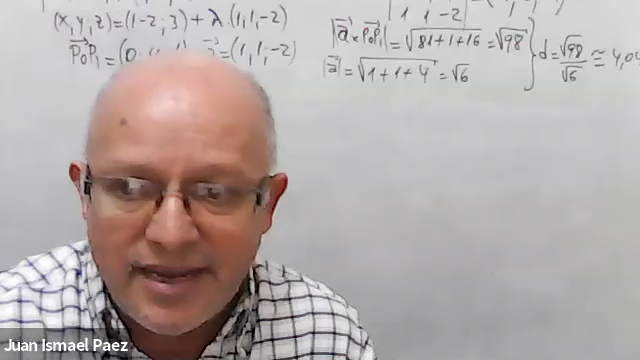 (x,y,z)=(1-2;3)+λ.(1,1,-2)
P₀P₁=(0, =(1,1,-2)
| 1 1 -2|
|a⃗ x P₀P₁|=√81+1+16=√98
|a⃗|=√1+1+4=√6
d=√98/√6≅4,04
Juan Ismael Paez